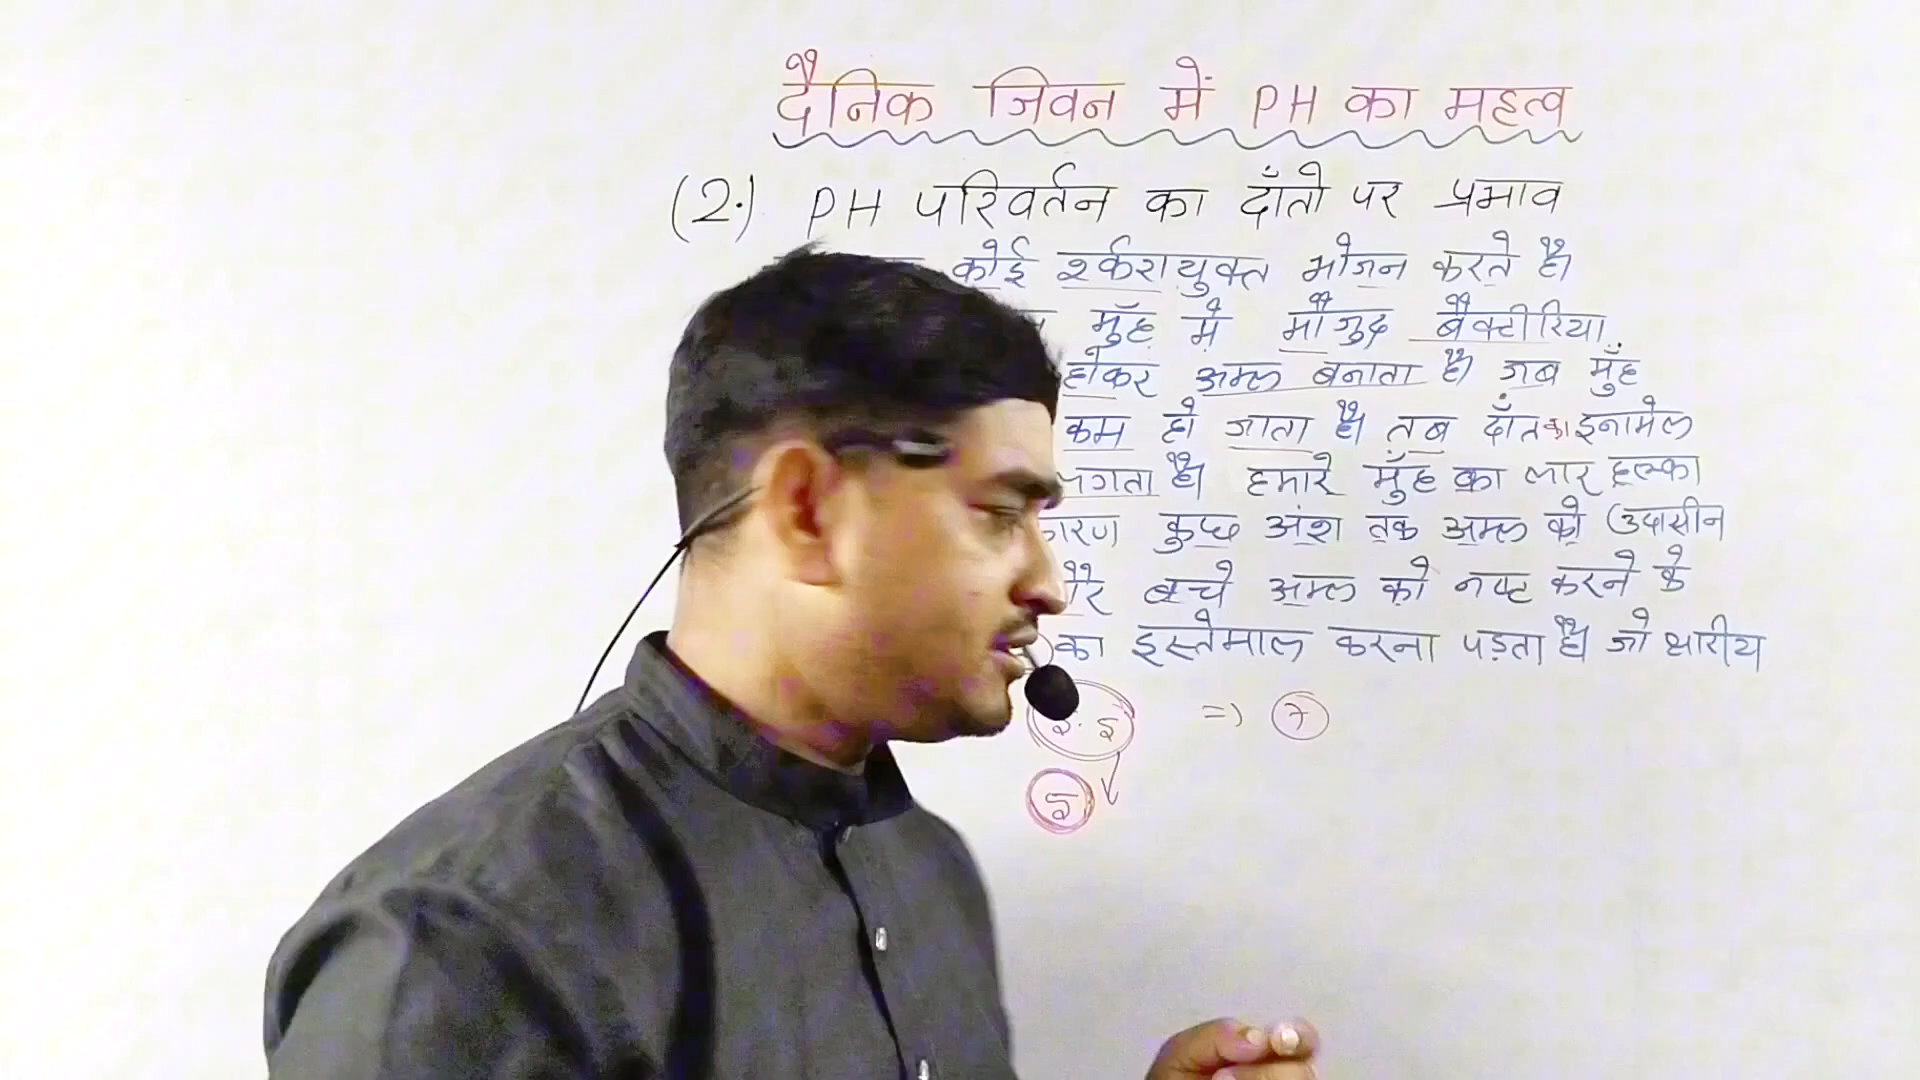 दैनिक जिवन में PH का महत्व
(2.) PH परिवर्तन का दाँतो पर प्रभाव
कोई शर्करायुक्त भोजन करते है
मुँह मे मौजुद बैक्टीरिया
होकर अम्ल बनाता है जब मुँह
कम हो जाता है तब दाँत का इनामेल
लगता है हमारे मुँह का लार हल्का
कारण कुछ अंश तक अम्ल को (उदासीन
और बच्चे अम्ल को नष्ट करने के
का इस्तेमाल करना पड़ता है जो क्षारीय
=) 7
5